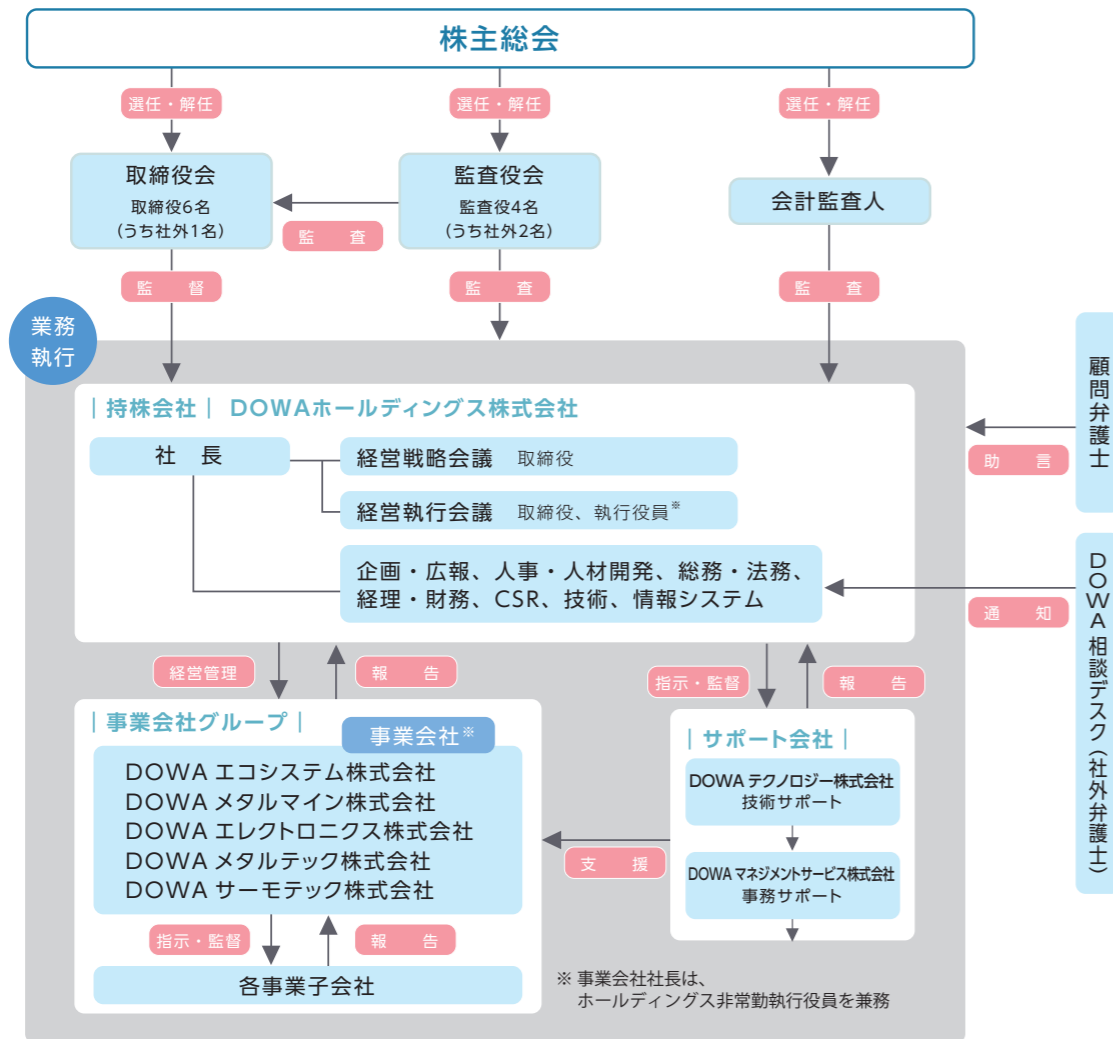 株主総会
選任・解任
選任・解任
選任・解任
取締役会
取締役6名
(うち社外1名)
監査役会
監査役4名
(うち社外2名)
会計監査人
監 査
監 督
監 査
監 査
業務
執行
｜持株会社｜ DOWAホールディングス株式会社
社 長
経営戦略会議 取締役
経営執行会議 取締役、執行役員※
企画・広報、人事・人材開発、総務・法務、
経理・財務、CSR、技術、情報システム
顧問弁護士
助 言
DOWA相談デスク（社外弁護士）
通 知
経営管理
報 告
指示・監督
報 告
｜事業会社グループ｜
事業会社※
DOWA エコシステム株式会社
DOWA メタルマイン株式会社
DOWA エレクトロニクス株式会社
DOWA メタルテック株式会社
DOWA サーモテック株式会社
指示・監督
報 告
各事業子会社
支 援
｜サポート会社｜
DOWA テクノロジー株式会社
技術サポート
DOWA マネジメントサービス株式会社
事務サポート
※ 事業会社社長は、
ホールディングス非常勤執行役員を兼務